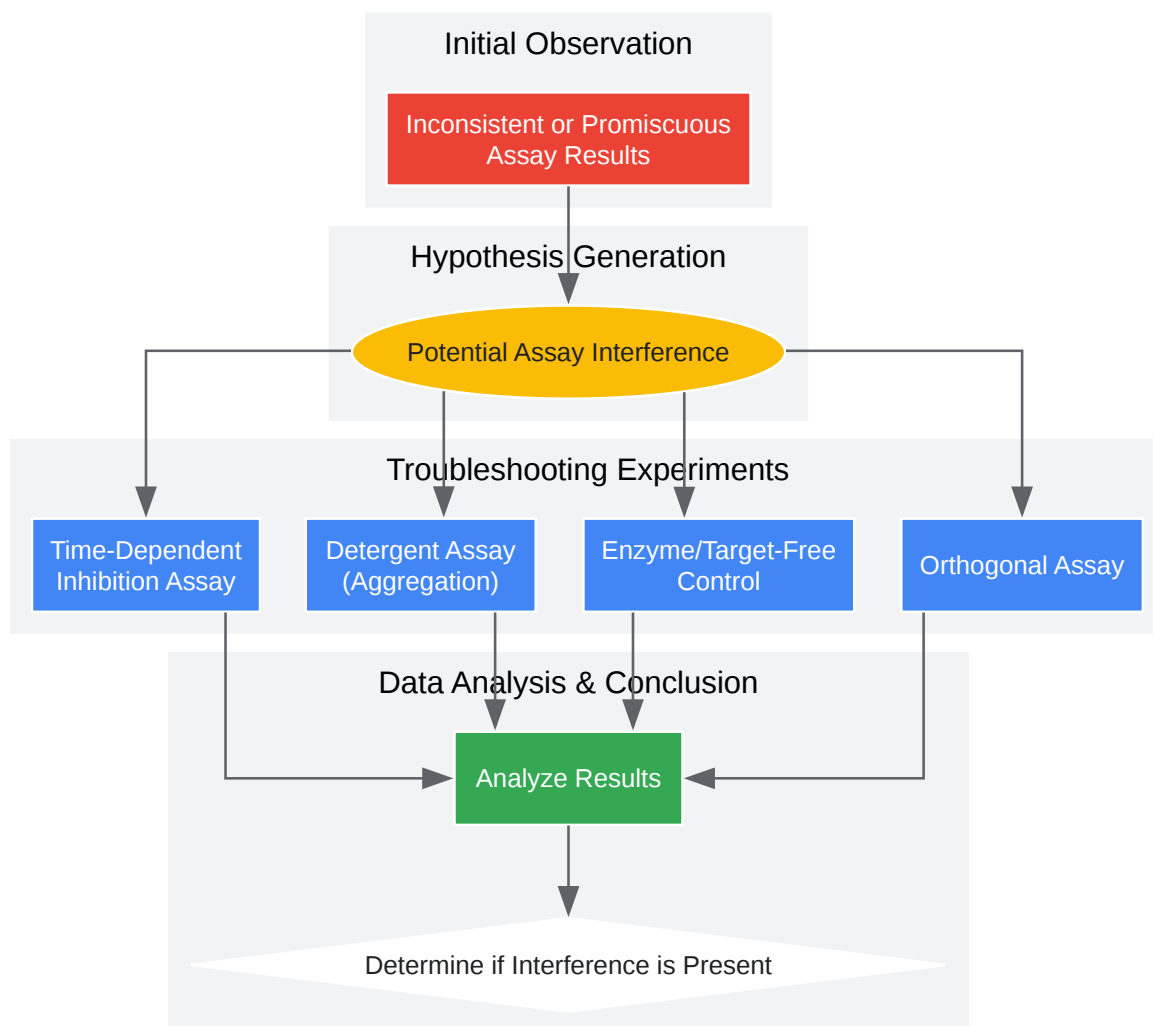 Initial Observation
Inconsistent or Promiscuous
Assay Results
Hypothesis Generation
Potential Assay Interference
Troubleshooting Experiments
Time-Dependent
Inhibition Assay
Detergent Assay
(Aggregation)
Enzyme/Target-Free
Control
Orthogonal Assay
Data Analysis & Conclusion
Analyze Results
Determine if Interference is Present